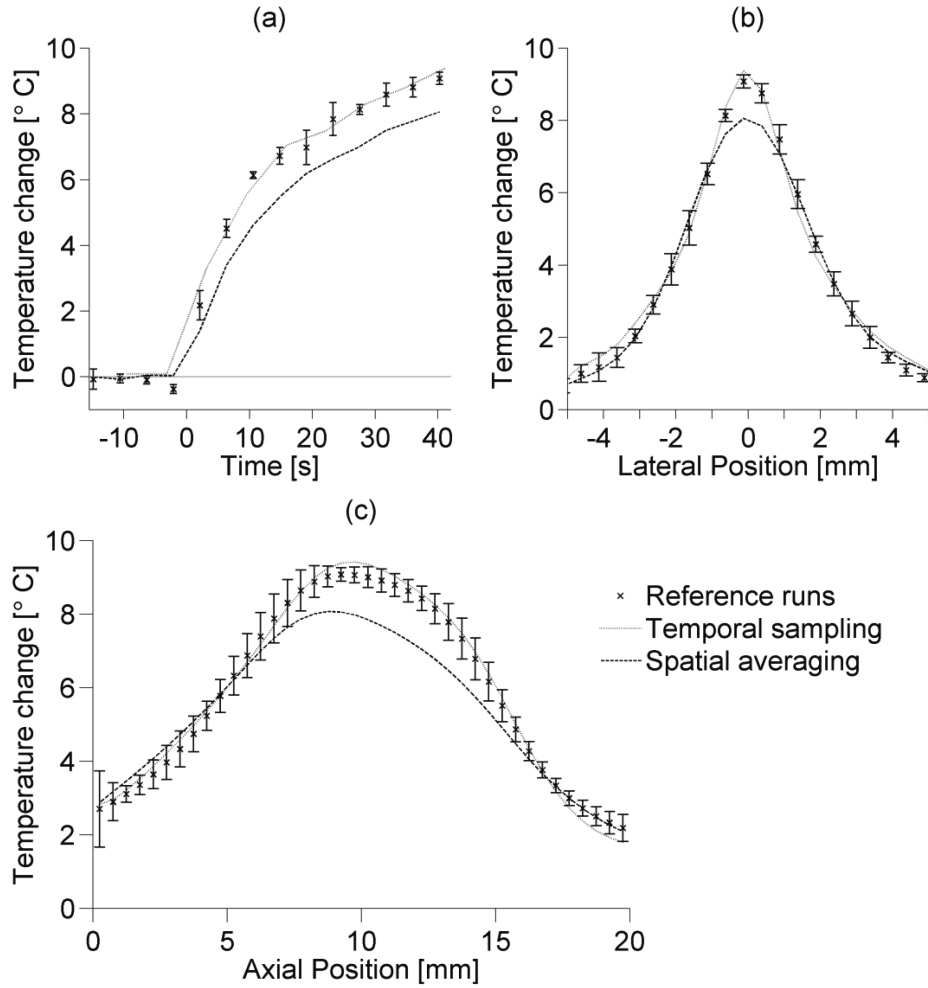 (a)
Temperature change [° C]
10
8
6
4
2
0
-10 0 10 20 30 40
Time [s]
(b)
Temperature change [° C]
10
8
6
4
2
0
-4 -2 0 2 4
Lateral Position [mm]
(c)
Temperature change [° C]
10
8
6
4
2
0
0 5 10 15 20
Axial Position [mm]
Reference runs
Temporal sampling
Spatial averaging